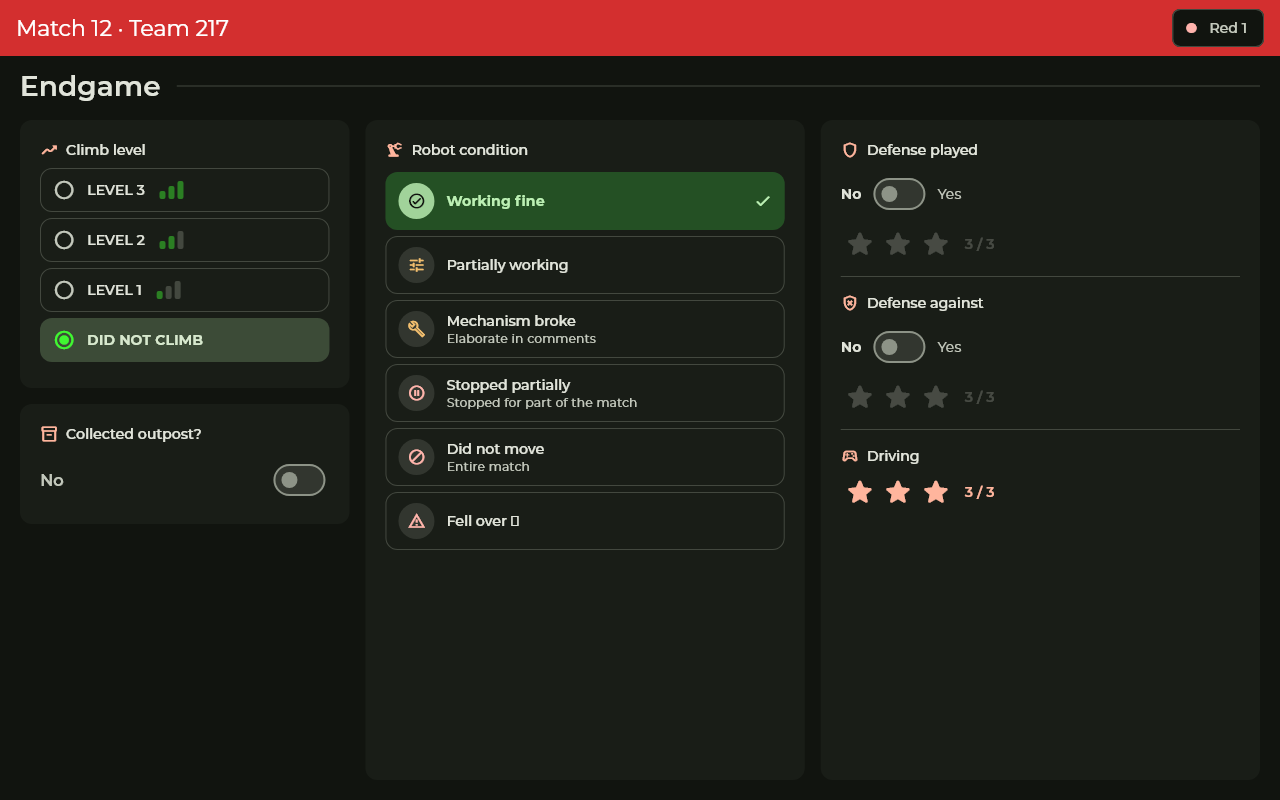 Match 12 · Team 217
Red 1
Endgame
Climb level
LEVEL 3
LEVEL 2
LEVEL 1
DID NOT CLIMB
Collected outpost?
No
Robot condition
Working fine
Partially working
Mechanism broke
Elaborate in comments
Stopped partially
Stopped for part of the match
Did not move
Entire match
Fell over
Defense played
No Yes
3 / 3
Defense against
No Yes
3 / 3
Driving
3 / 3